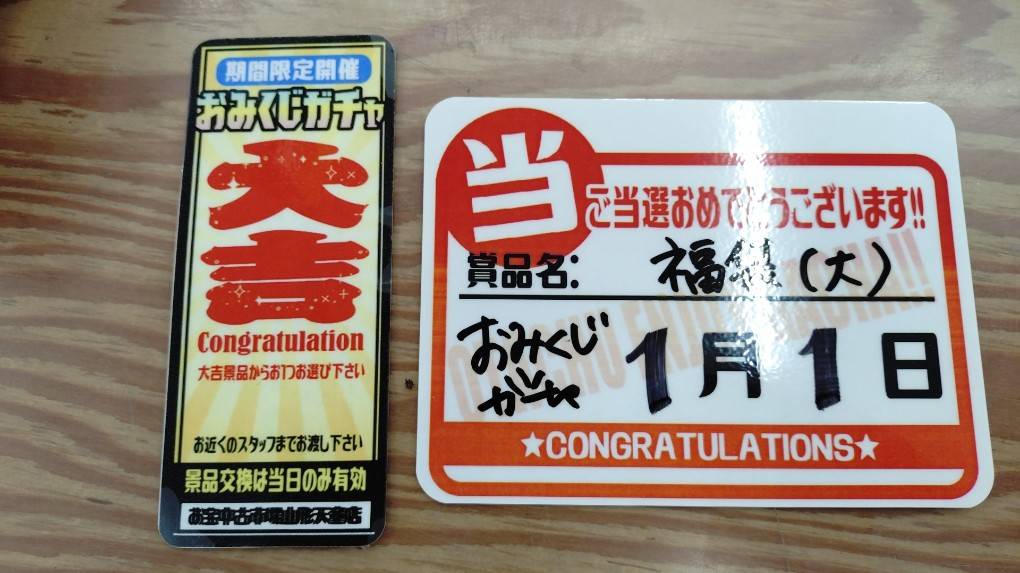 期間限定開催
おみくじガチャ
大吉
Congratulation
大吉景品からお1つお選び下さい
お近くのスタッフまでお渡し下さい
景品交換は当日のみ有効
お宝中古市場山形天童店
当
ご当選おめでとうございます!!
賞品名: 福袋(大)
おみくじ
ガチャ
1月1日
★CONGRATULATIONS★